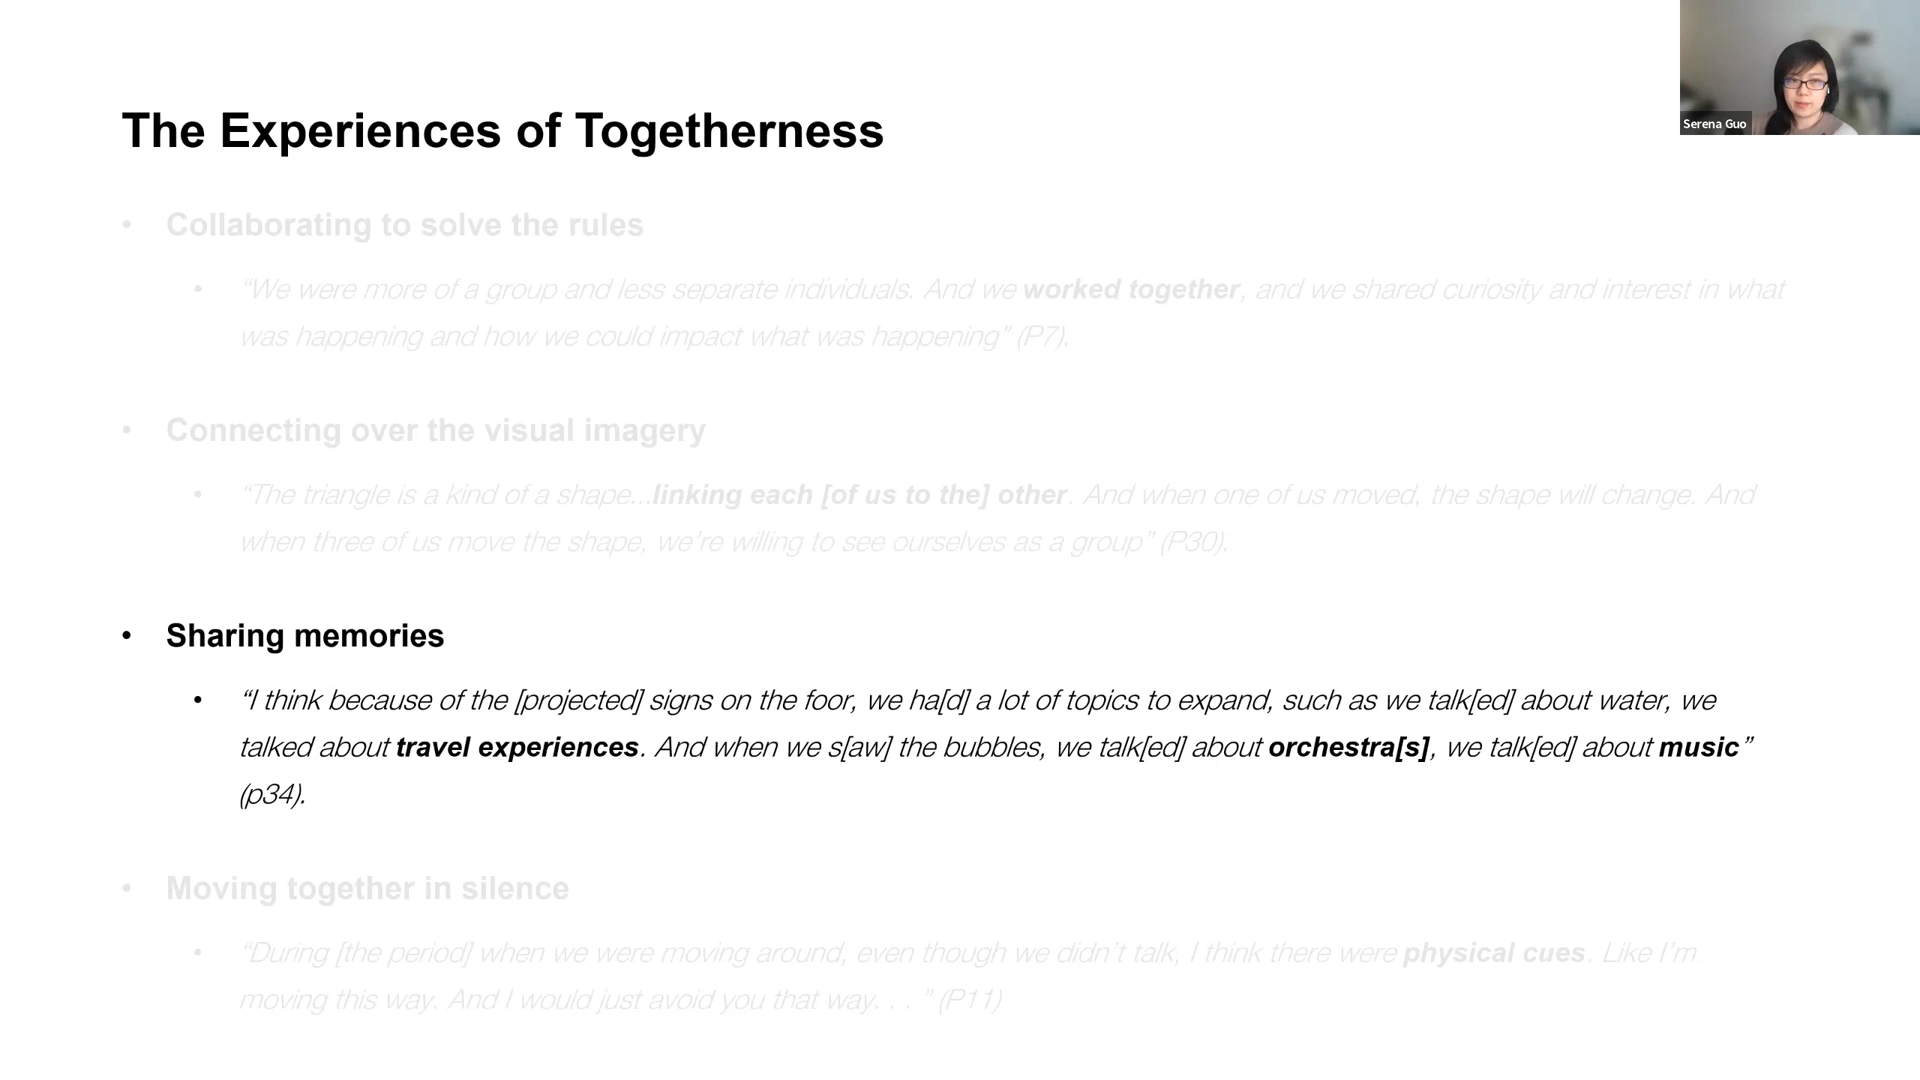 Serena Guo
The Experiences of Togetherness
• Collaborating to solve the rules
• “We were more of a group and less separate individuals. And we worked together, and we shared curiosity and interest in what
was happening and how we could impact what was happening” (P7).
• Connecting over the visual imagery
• “The triangle is a kind of a shape...linking each [of us to the] other. And when one of us moved, the shape will change. And
when three of us move the shape, we’re willing to see ourselves as a group” (P30).
• Sharing memories
• “I think because of the [projected] signs on the foor, we ha[d] a lot of topics to expand, such as we talk[ed] about water, we
talked about travel experiences. And when we s[aw] the bubbles, we talk[ed] about orchestra[s], we talk[ed] about music”
(p34).
• Moving together in silence
• “During [the period] when we were moving around, even though we didn’t talk, I think there were physical cues. Like I’m
moving this way. And I would just avoid you that way. . . ” (P11)